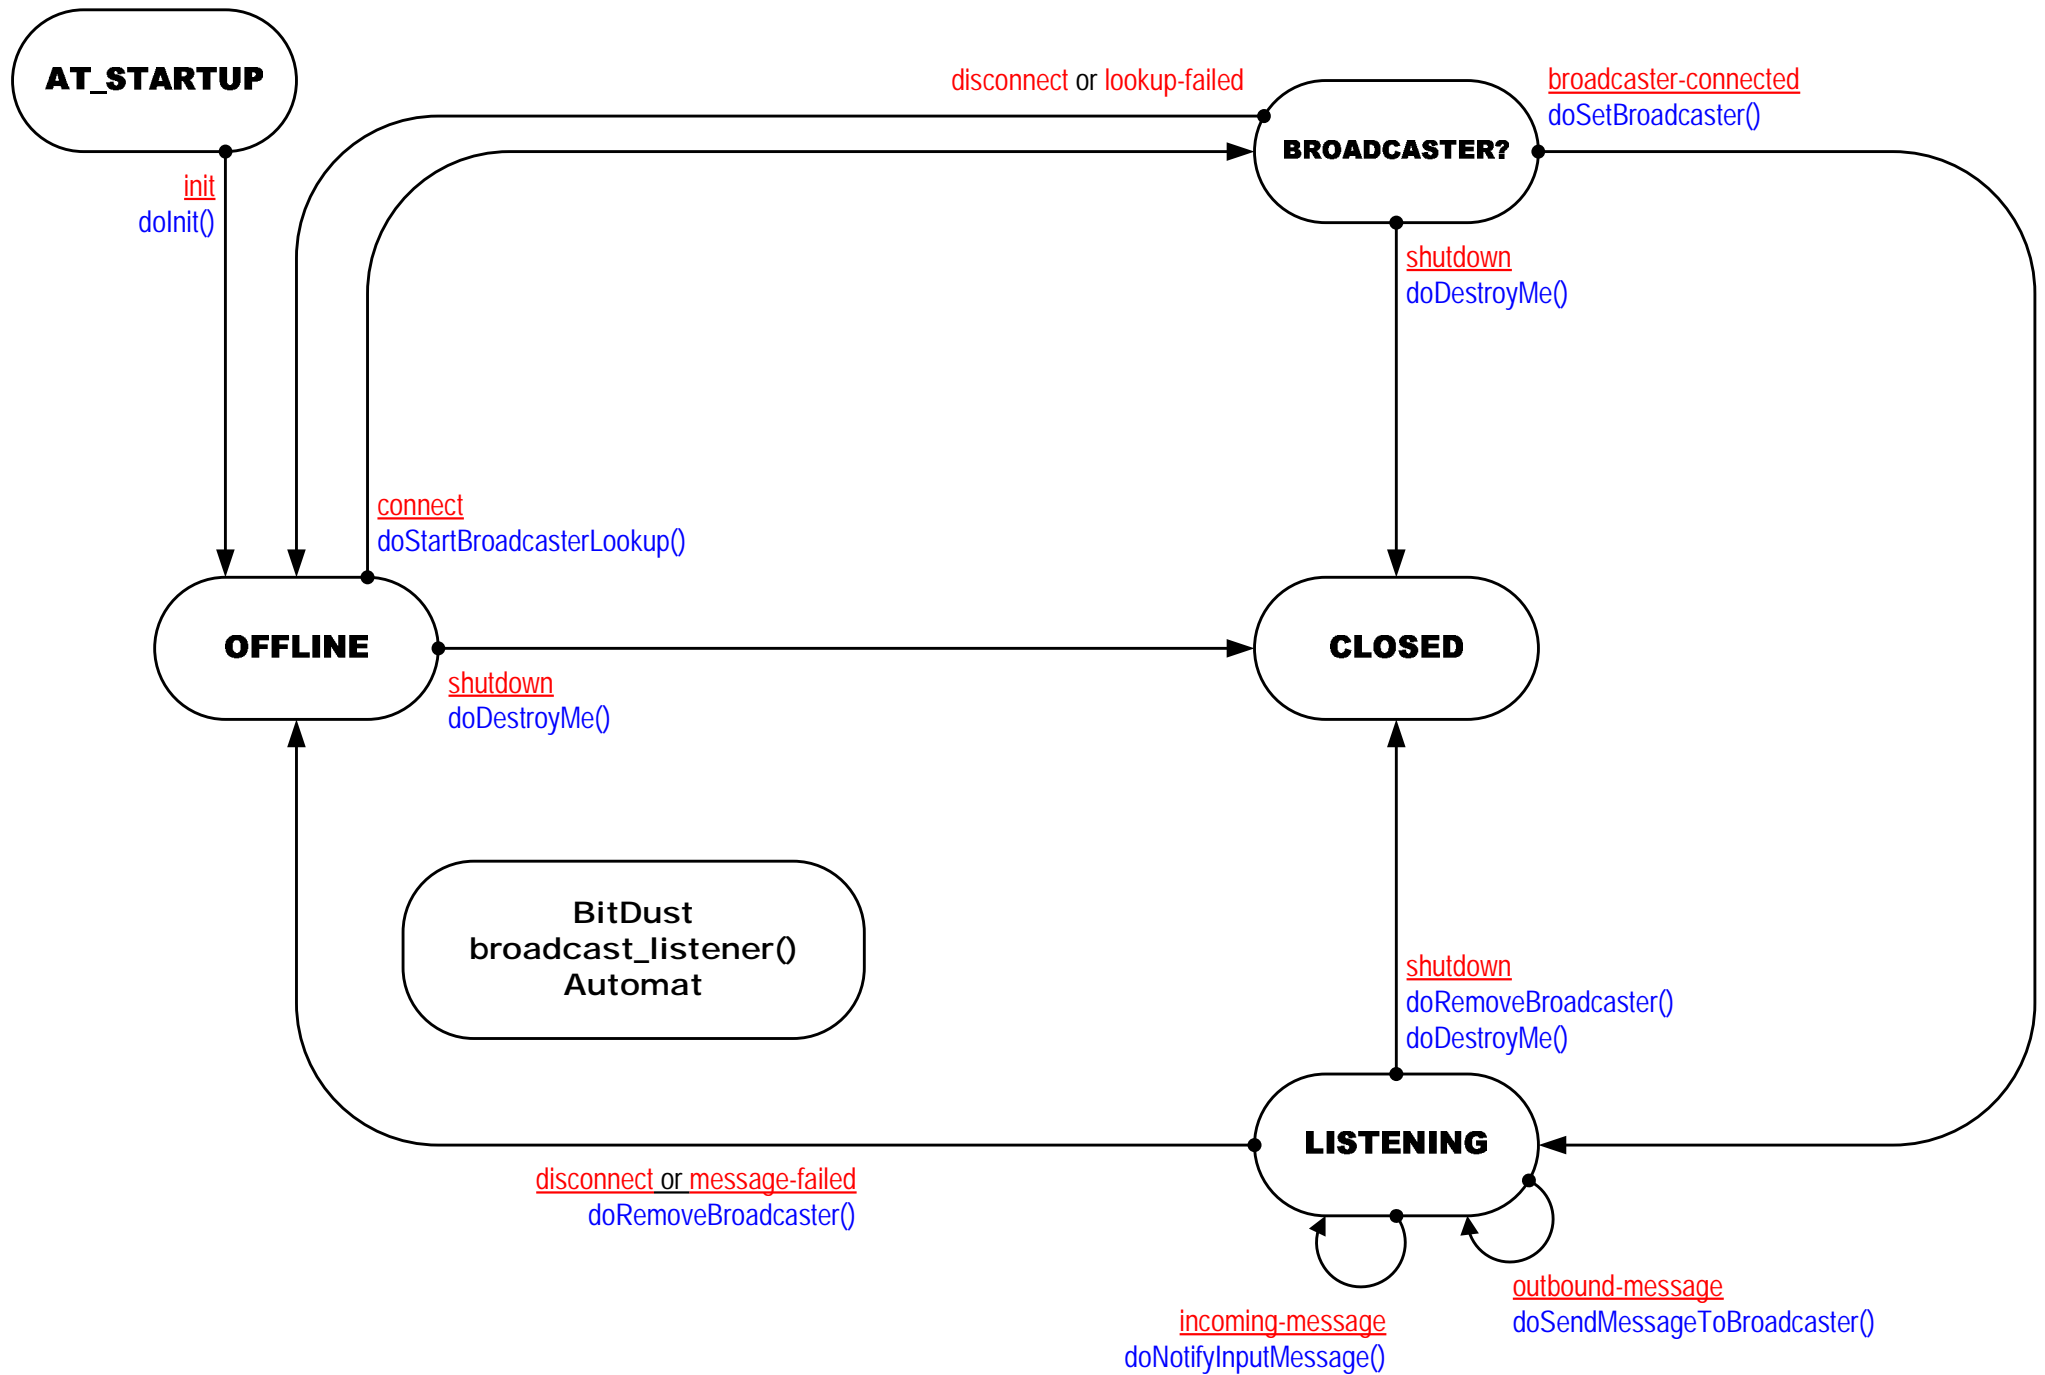 AT_STARTUP
disconnect or lookup-failed
broadcaster-connected
doSetBroadcaster()
BROADCASTER?
init
doInit()
shutdown
doDestroyMe()
connect
doStartBroadcasterLookup()
OFFLINE
CLOSED
shutdown
doDestroyMe()
BitDust
broadcast_listener()
Automat
shutdown
doRemoveBroadcaster()
doDestroyMe()
LISTENING
disconnect or message-failed
doRemoveBroadcaster()
outbound-message
doSendMessageToBroadcaster()
incoming-message
doNotifyInputMessage()